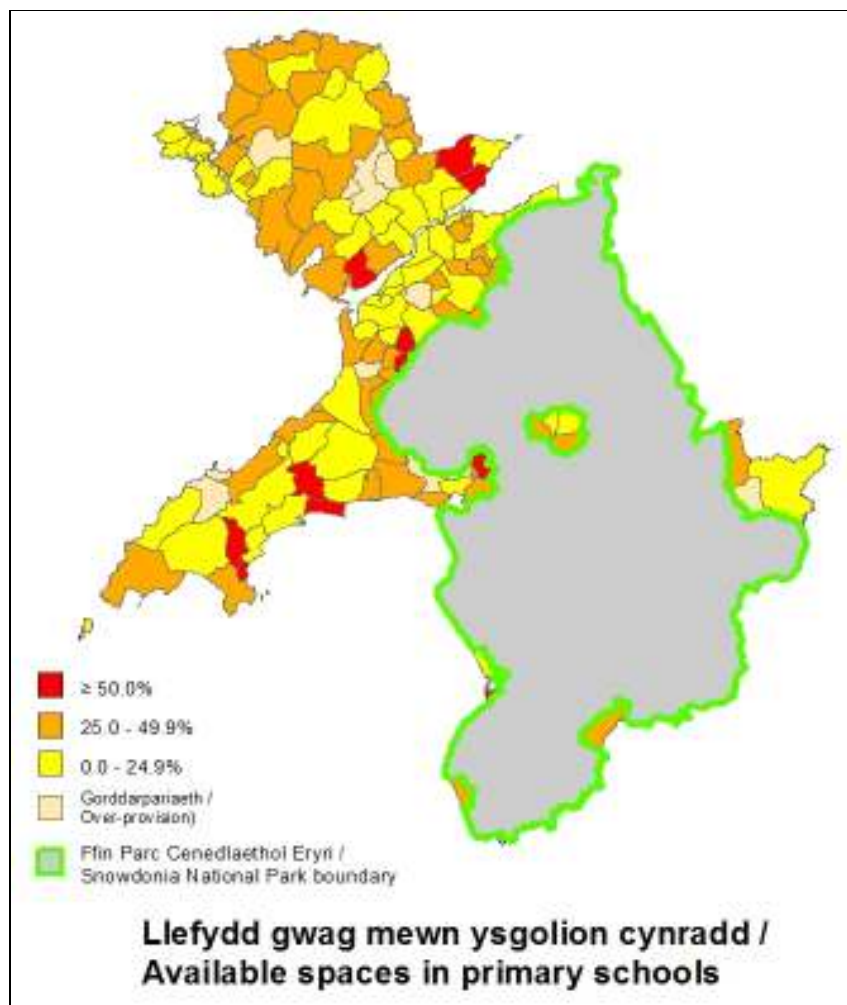 ≥ 50.0%
25.0 - 49.9%
0.0 - 24.9%
Gorddarpariaeth /
Over-provision)
Ffin Parc Cenedlaethol Eryri /
Snowdonia National Park boundary
Llefydd gwag mewn ysgolion cynradd /
Available spaces in primary schools